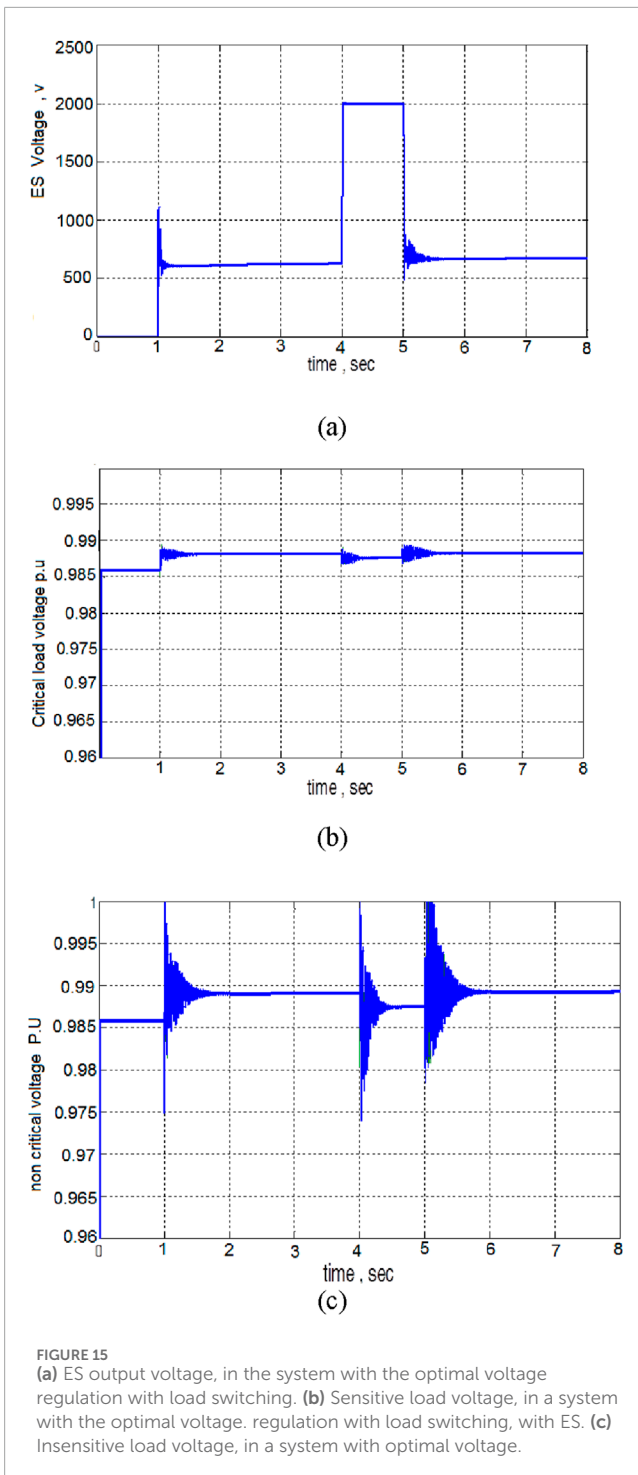 2500
2000
1500
1000
500
0
ES Voltage , v
0 1 2 3 4 5 6 7 8
time , sec
(a)
0.995
0.99
0.985
0.98
0.975
0.97
0.965
0.96
Critical load voltage p.u
1 2 3 4 5 6 7 8
time , sec
(b)
1
0.995
0.99
0.985
0.98
0.975
0.97
0.965
0.96
non critical voltage P.U
0 1 2 3 4 5 6 7 8
time , sec
(c)
FIGURE 15
(a) ES output voltage, in the system with the optimal voltage
regulation with load switching. (b) Sensitive load voltage, in a system
with the optimal voltage. regulation with load switching, with ES. (c)
Insensitive load voltage, in a system with optimal voltage.